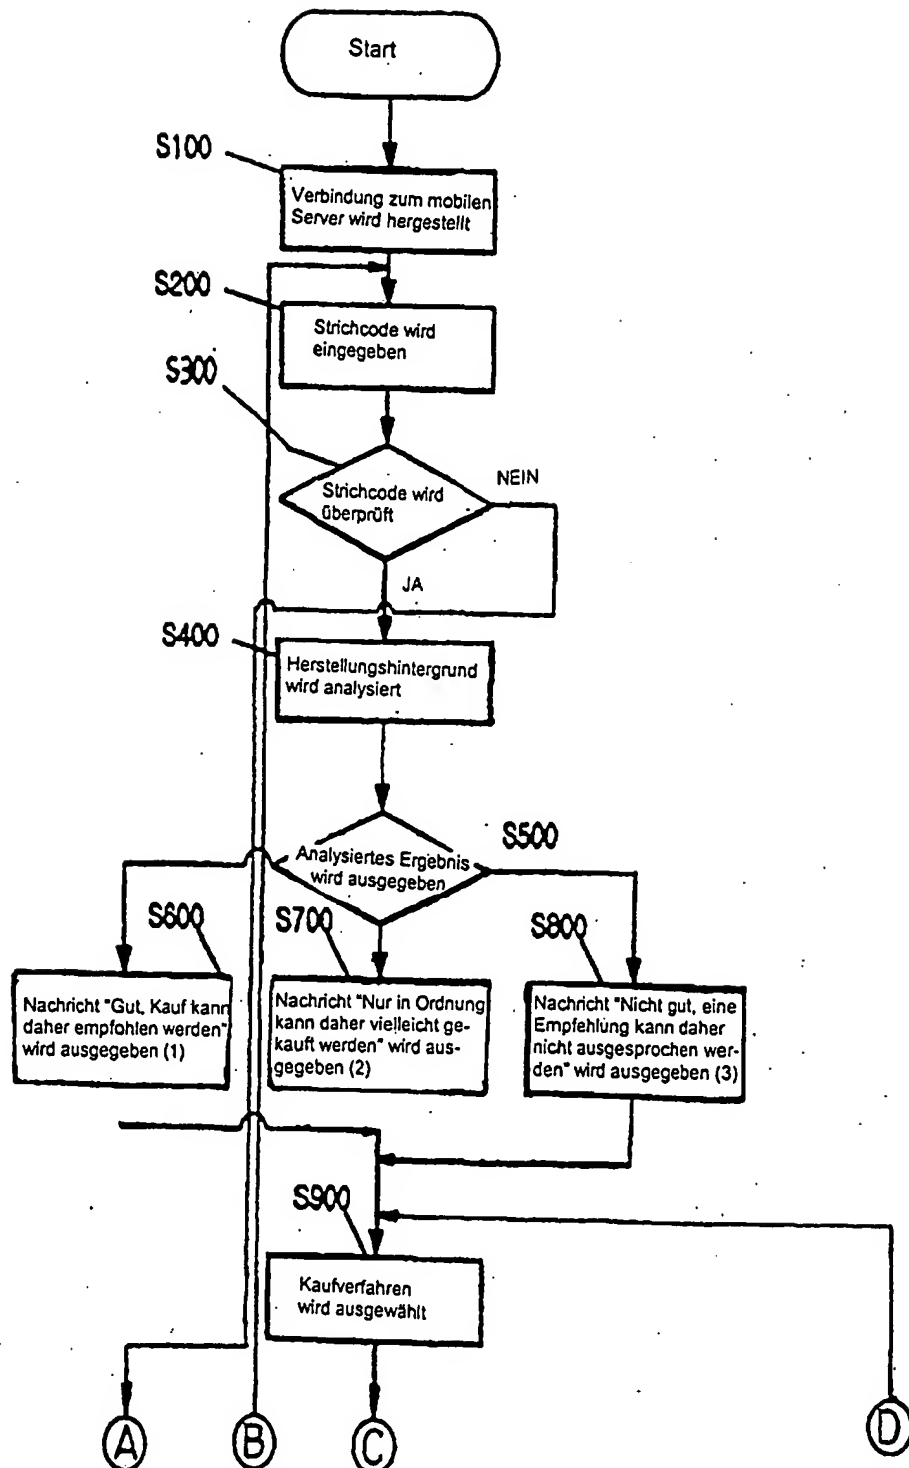 Start
S100
Verbindung zum mobilen
Server wird hergestellt
S200
Strichcode wird
eingegeben
S300
NEIN
Strichcode wird
überprüft
JA
S400
Herstellungshintergrund
wird analysiert
S500
Analysiertes Ergebnis
wird ausgegeben
S600
S700
S800
Nachricht "Gut, Kauf kann
daher empfohlen werden"
wird ausgegeben (1)
Nachricht "Nur in Ordnung
kann daher vielleicht ge-
kauft werden" wird aus-
gegeben (2)
Nachricht "Nicht gut, eine
Empfehlung kann daher
nicht ausgesprochen wer-
den" wird ausgegeben (3)
S900
Kaufverfahren
wird ausgewählt
A
B
C
D